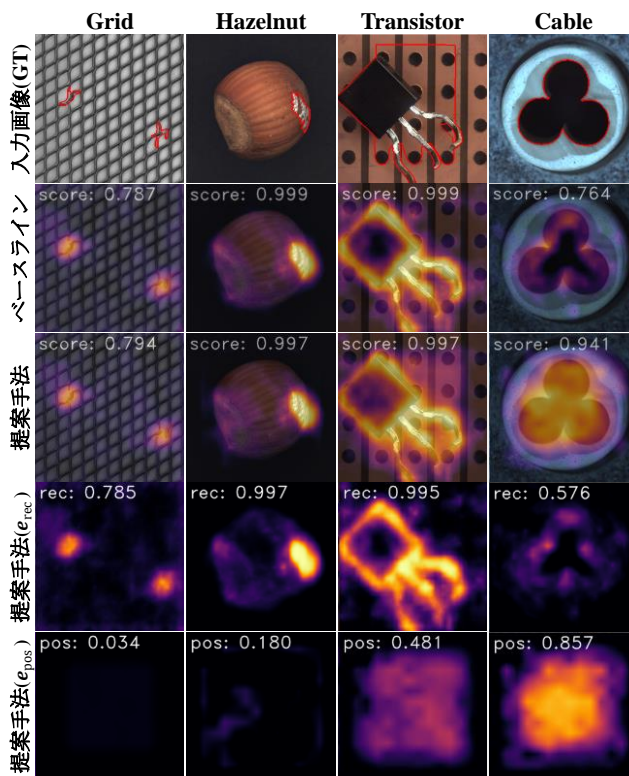 Grid Hazelnut Transistor Cable
入力画像(GT)
ベースライン
score: 0.787 score: 0.999 score: 0.999 score: 0.764
提案手法
score: 0.794 score: 0.997 score: 0.997 score: 0.941
提案手法(e_rec)
rec: 0.785 rec: 0.997 rec: 0.995 rec: 0.576
提案手法(e_pos)
pos: 0.034 pos: 0.180 pos: 0.481 pos: 0.857